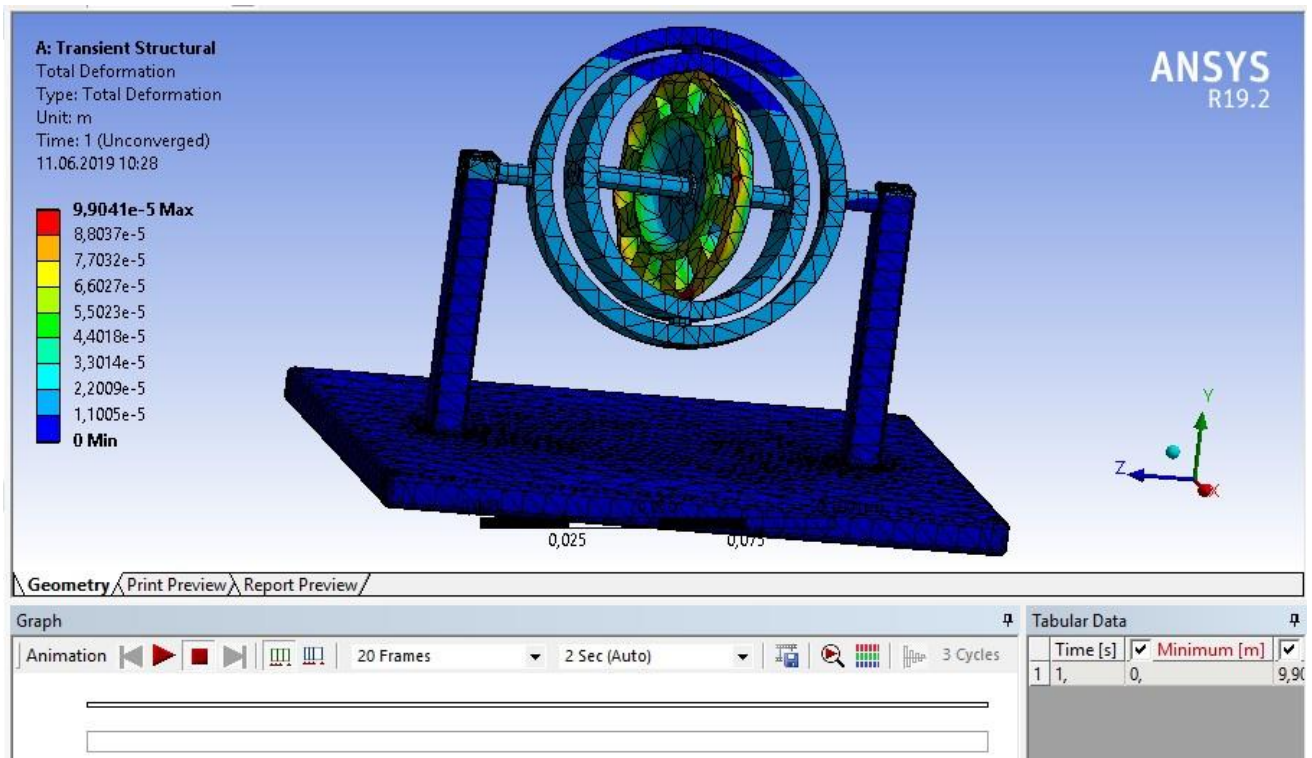 A: Transient Structural
Total Deformation
Type: Total Deformation
Unit: m
Time: 1 (Unconverged)
11.06.2019 10:28
ANSYS
R19.2
9,9041e-5 Max
8,8037e-5
7,7032e-5
6,6027e-5
5,5023e-5
4,4018e-5
3,3014e-5
2,2009e-5
1,1005e-5
0 Min
Y
Z
X
0,025
0,075
Geometry Print Preview Report Preview
Graph
Animation 20 Frames 2 Sec (Auto) 3 Cycles
Tabular Data
Time [s] Minimum [m]
1 1, 0, 9,90